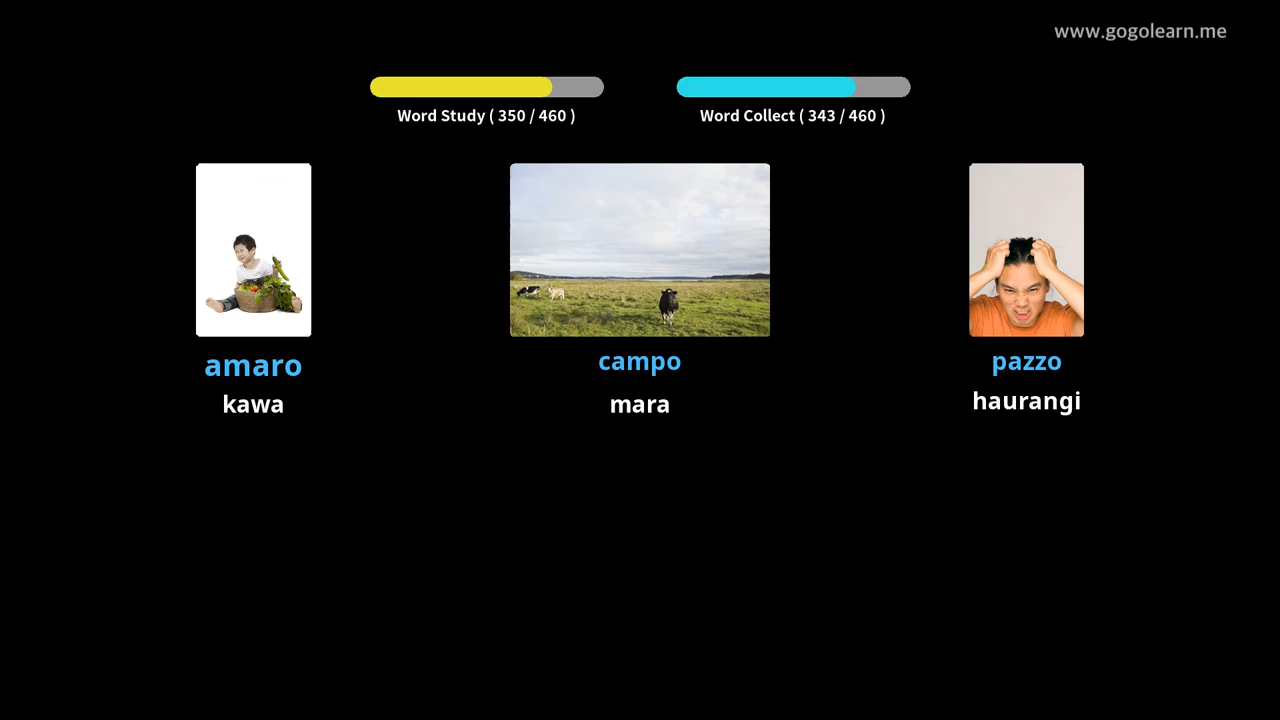 www.gogolearn.me
Word Study ( 350 / 460 )
Word Collect ( 343 / 460 )
amaro
campo
pazzo
kawa
mara
haurangi